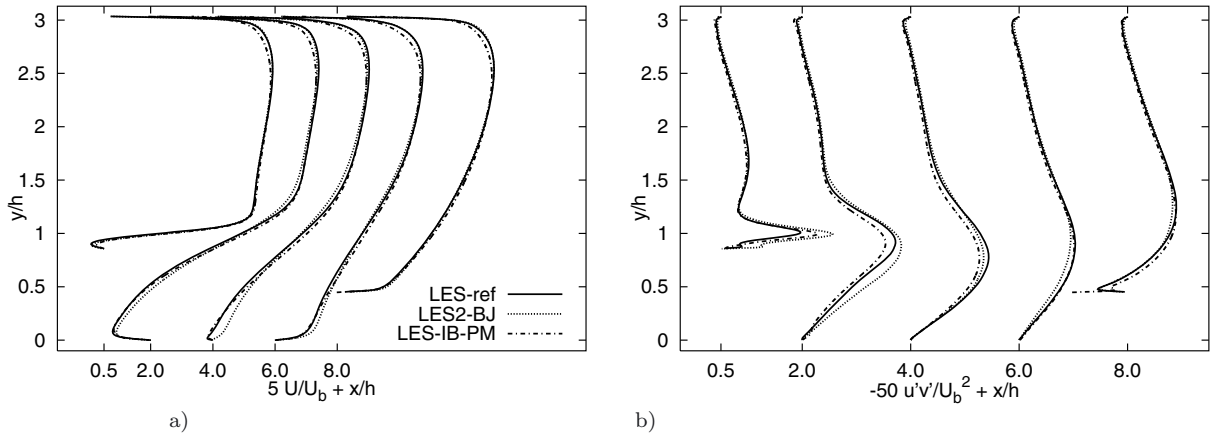 3
2.5
2
1.5
1
0.5
0
y/h
LES-ref
LES2-BJ
LES-IB-PM
0.5 2.0 4.0 6.0 8.0
5 U/U_b + x/h
a)
3
2.5
2
1.5
1
0.5
0
y/h
0.5 2.0 4.0 6.0 8.0
-50 u'v'/U_b^2 + x/h
b)